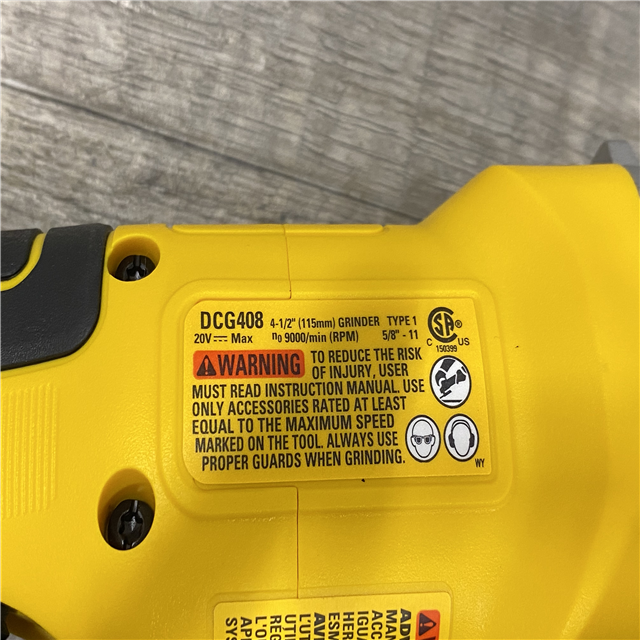 DCG408 4-1/2" (115mm) GRINDER TYPE 1
20V Max n0 9000/min (RPM) 5/8" - 11
C US
150399
WARNING TO REDUCE THE RISK
OF INJURY, USER
MUST READ INSTRUCTION MANUAL. USE
ONLY ACCESSORIES RATED AT LEAST
EQUAL TO THE MAXIMUM SPEED
MARKED ON THE TOOL. ALWAYS USE
PROPER GUARDS WHEN GRINDING.
WY